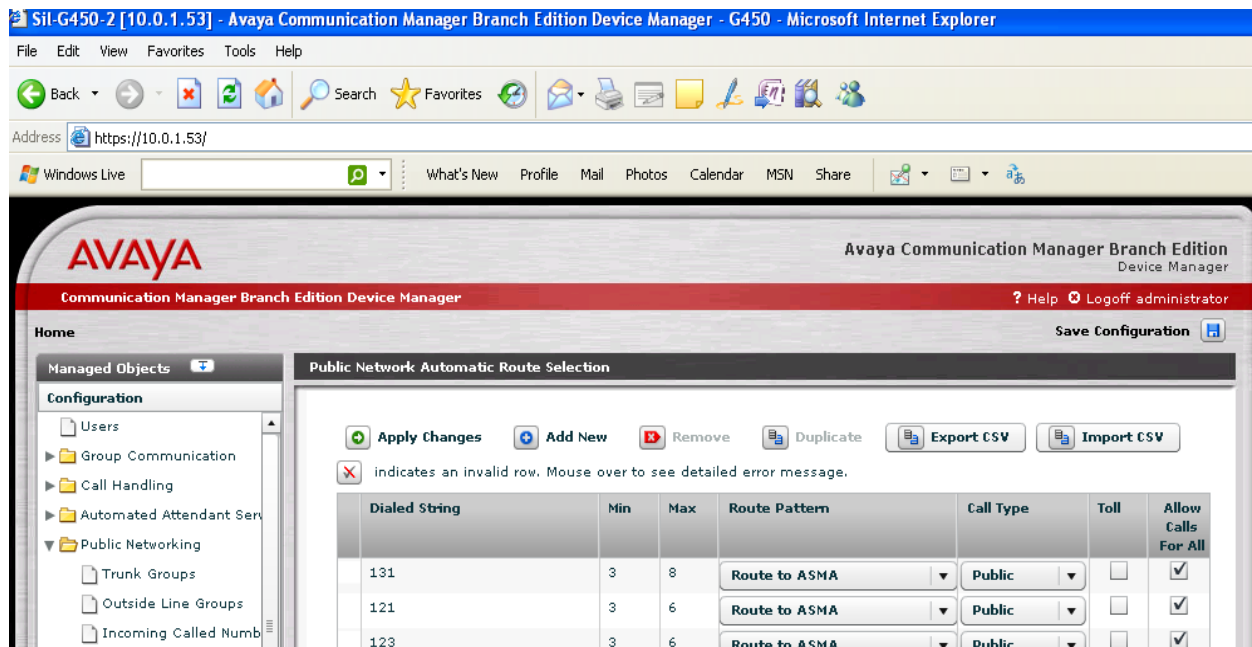 Sil-G450-2 [10.0.1.53] - Avaya Communication Manager Branch Edition Device Manager - G450 - Microsoft Internet Explorer
File Edit View Favorites Tools Help
Back Search Favorites
Address https://10.0.1.53/
Windows Live What's New Profile Mail Photos Calendar MSN Share
AVAYA
Avaya Communication Manager Branch Edition
Device Manager
Communication Manager Branch Edition Device Manager ? Help Logoff administrator
Home Save Configuration
Managed Objects Public Network Automatic Route Selection
Configuration
Users
Group Communication
Call Handling
Automated Attendant Serv
Public Networking
Trunk Groups
Outside Line Groups
Incoming Called Numb
Apply Changes Add New Remove Duplicate Export CSV Import CSV
indicates an invalid row. Mouse over to see detailed error message.
Dialed String Min Max Route Pattern Call Type Toll Allow Calls For All
131 3 8 Route to ASMA Public
121 3 6 Route to ASMA Public
123 3 6 Route to ASMA Public